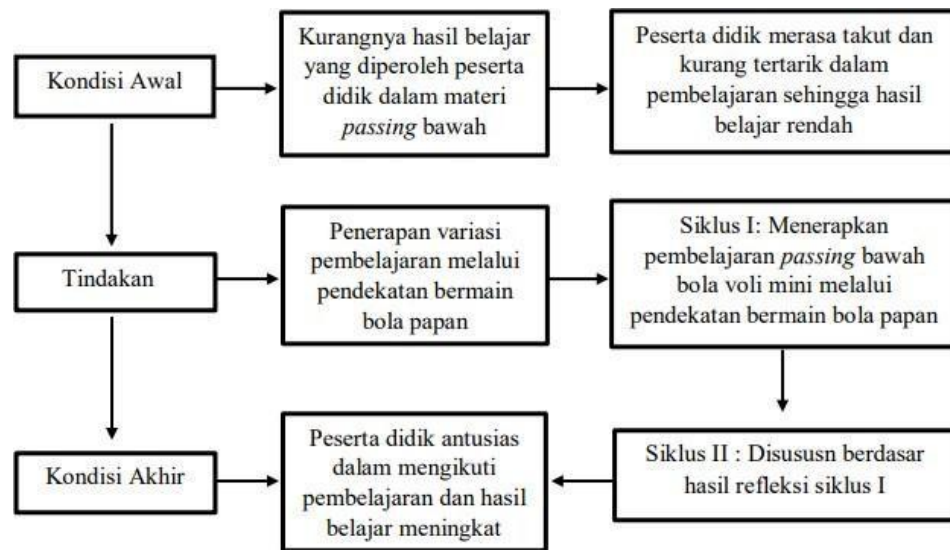 Kondisi Awal
Kurangnya hasil belajar
yang diperoleh peserta
didik dalam materi
passing bawah
Peserta didik merasa takut dan
kurang tertarik dalam
pembelajaran sehingga hasil
belajar rendah
Tindakan
Penerapan variasi
pembelajaran melalui
pendekatan bermain
bola papan
Siklus I: Menerapkan
pembelajaran passing bawah
bola voli mini melalui
pendekatan bermain bola papan
Kondisi Akhir
Peserta didik antusias
dalam mengikuti
pembelajaran dan hasil
belajar meningkat
Siklus II : Disususn berdasar
hasil refleksi siklus I